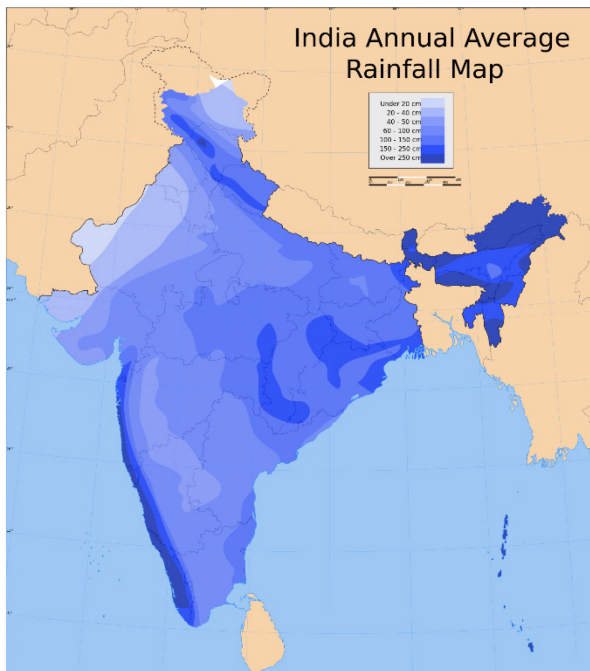 India Annual Average
Rainfall Map
Under 20 cm
20 - 40 cm
40 - 50 cm
60 - 100 cm
100 - 150 cm
150 - 250 cm
Over 250 cm